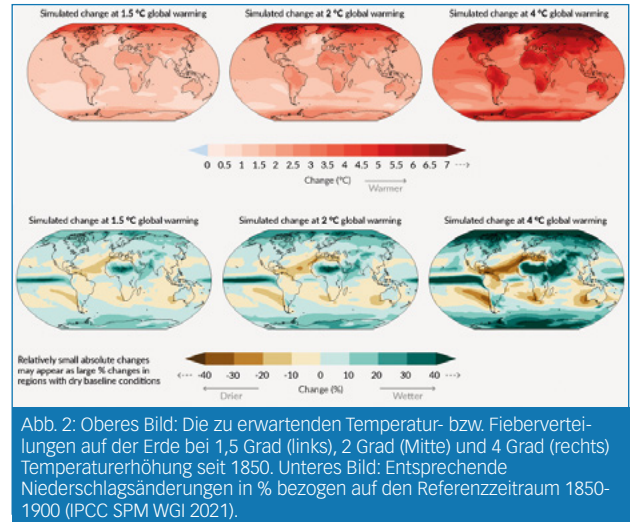 Simulated change at 1.5 °C global warming
Simulated change at 2 °C global warming
Simulated change at 4 °C global warming
0 0.5 1 1.5 2 2.5 3 3.5 4 4.5 5 5.5 6 6.5 7 --->
Change (°C)
Warmer
Simulated change at 1.5 °C global warming
Simulated change at 2 °C global warming
Simulated change at 4 °C global warming
Relatively small absolute changes
may appear as large % changes in
regions with dry baseline conditions
<--- -40 -30 -20 -10 0 10 20 30 40 --->
Drier
Change (%)
Wetter
Abb. 2: Oberes Bild: Die zu erwartenden Temperatur- bzw. Fiebervertei-
lungen auf der Erde bei 1,5 Grad (links), 2 Grad (Mitte) und 4 Grad (rechts)
Temperaturerhöhung seit 1850. Unteres Bild: Entsprechende
Niederschlagsänderungen in % bezogen auf den Referenzzeitraum 1850-
1900 (IPCC SPM WGI 2021).